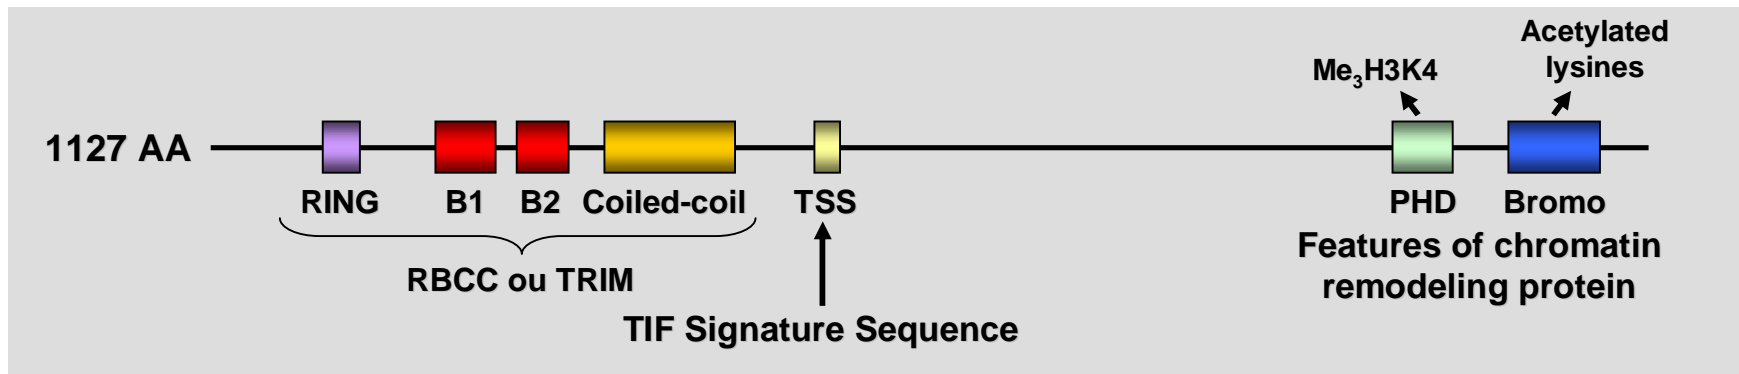 Acetylated
lysines
Me₃H3K4
1127 AA
RING B1 B2 Coiled-coil TSS PHD Bromo
RBCC ou TRIM
Features of chromatin
remodeling protein
TIF Signature Sequence